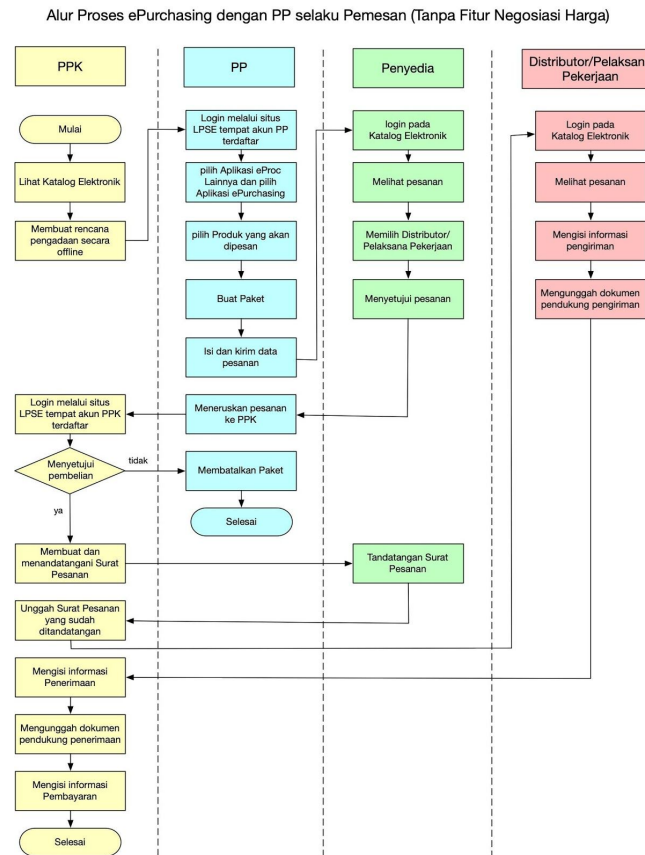 Alur Proses ePurchasing dengan PP selaku Pemesan (Tanpa Fitur Negosiasi Harga)
PPK
PP
Penyedia
Distributor/Pelaksana
Pekerjaan
Mulai
Lihat Katalog Elektronik
Membuat rencana
pengadaan secara
offline
Login melalui situs
LPSE tempat akun PP
terdaftar
pilih Aplikasi eProc
Lainnya dan pilih
Aplikasi ePurchasing
pilih Produk yang akan
dipesan
Buat Paket
Isi dan kirim data
pesanan
login pada
Katalog Elektronik
Melihat pesanan
Memilih Distributor/
Pelaksana Pekerjaan
Menyetujui pesanan
Login pada
Katalog Elektronik
Melihat pesanan
Mengisi informasi
pengiriman
Mengunggah dokumen
pendukung pengiriman
Login melalui situs
LPSE tempat akun PPK
terdaftar
Meneruskan pesanan
ke PPK
Menyetujui
pembelian
tidak
Membatalkan Paket
ya
Selesai
Membuat dan
menandatangani Surat
Pesanan
Tandatangan Surat
Pesanan
Unggah Surat Pesanan
yang sudah
ditandatangan
Mengisi informasi
Penerimaan
Mengunggah dokumen
pendukung penerimaan
Mengisi informasi
Pembayaran
Selesai